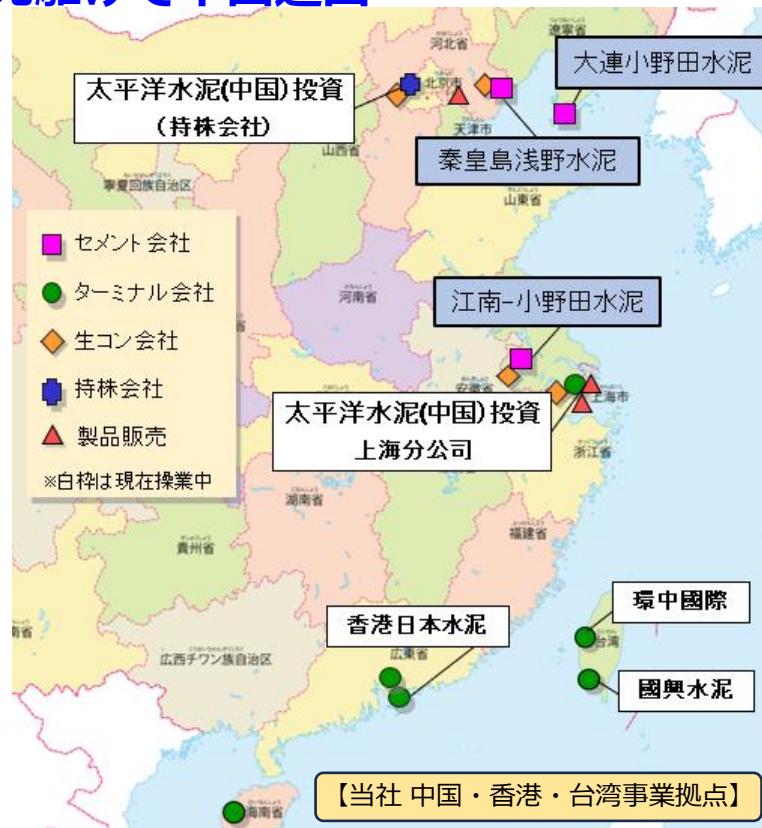 河北省
遼寧省
大連小野田水泥
太平洋水泥(中国)投資
(持株会社)
北京市
天津市
秦皇島浅野水泥
山西省
寧夏回族自治区
山東省
セメント会社
ターミナル会社
生コン会社
持株会社
製品販売
※白枠は現在操業中
河南省
江南-小野田水泥
安徽省
上海市
太平洋水泥(中国)投資
上海分公司
浙江省
湖南省
貴州省
福建省
環中國際
香港日本水泥
台湾
広東省
広西チワン族自治区
國興水泥
海南省
【当社 中国・香港・台湾事業拠点】